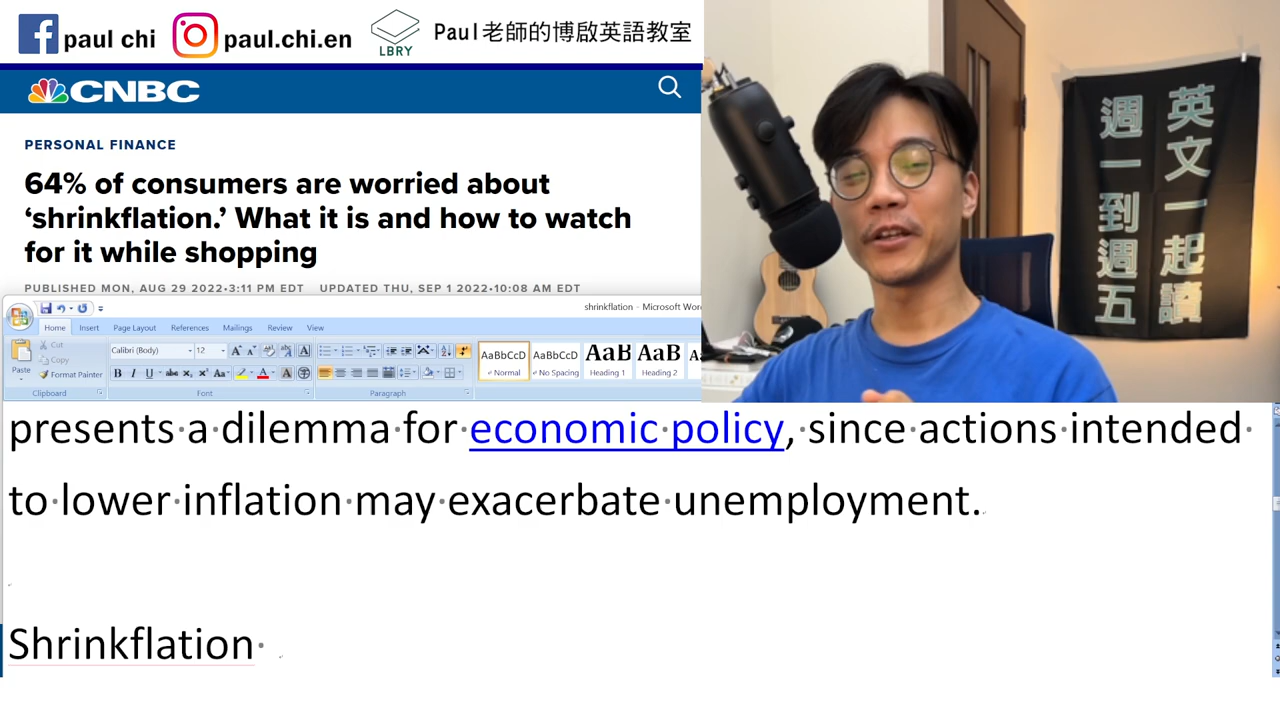 paul chi
paul.chi.en
LBRY
Paul老師的博啟英語教室
CNBC
PERSONAL FINANCE
64% of consumers are worried about
‘shrinkflation.’ What it is and how to watch
for it while shopping
PUBLISHED MON, AUG 29 2022•3:11 PM EDT UPDATED THU, SEP 1 2022•10:08 AM EDT
shrinkflation - Microsoft Wor
Home Insert Page Layout References Mailings Review View
Paste
Cut
Copy
Format Painter
Clipboard
Calibri (Body) 12
Font
Paragraph
AaBbCcD AaBbCcD AaB AaB
Normal No Spacing Heading 1 Heading 2
英文一起讀
週一到週五
presents a dilemma for economic policy, since actions intended
to lower inflation may exacerbate unemployment.
Shrinkflation